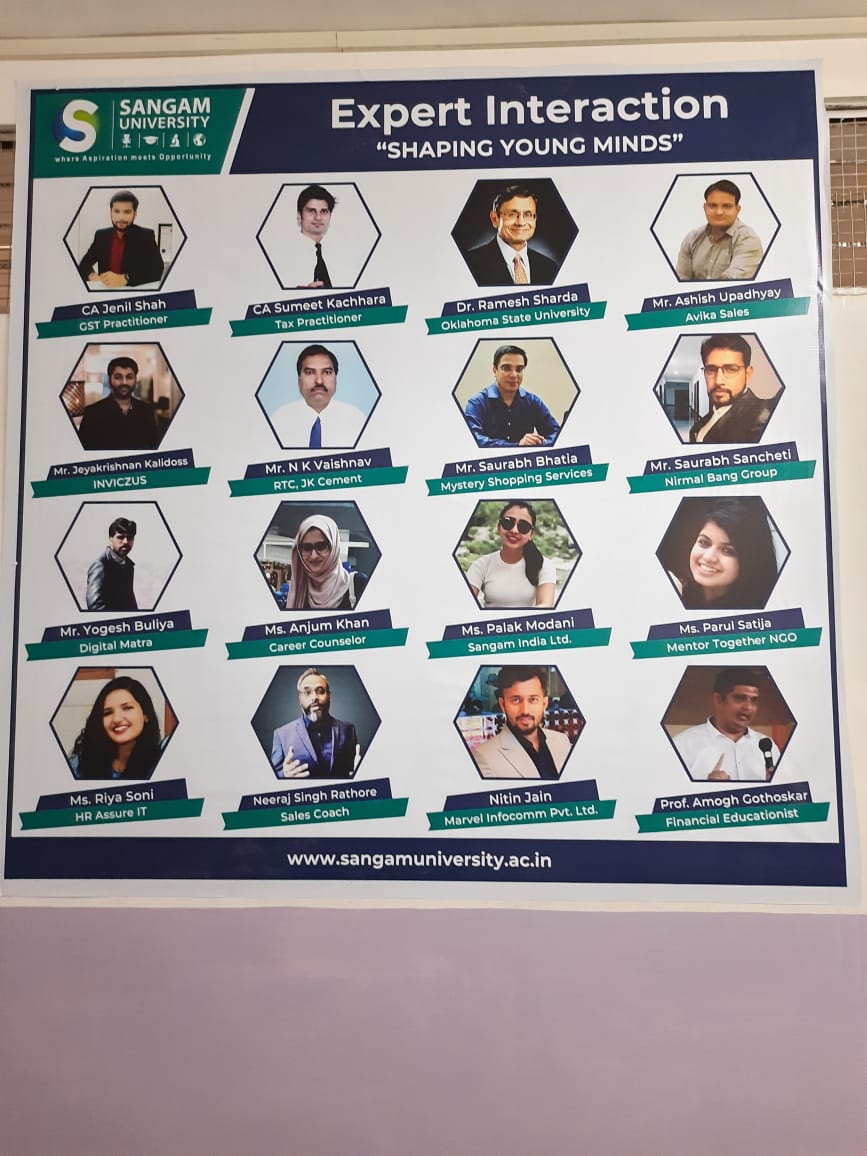 SANGAM
UNIVERSITY
where Aspiration meets Opportunity
Expert Interaction
“SHAPING YOUNG MINDS”
CA Jenil Shah
GST Practitioner
CA Sumeet Kachhara
Tax Practitioner
Dr. Ramesh Sharda
Oklahoma State University
Mr. Ashish Upadhyay
Avika Sales
Mr. Jeyakrishnan Kalidoss
INVICZUS
Mr. N K Vaishnav
RTC, JK Cement
Mr. Saurabh Bhatia
Mystery Shopping Services
Mr. Saurabh Sancheti
Nirmal Bang Group
Mr. Yogesh Buliya
Digital Matra
Ms. Anjum Khan
Career Counselor
Ms. Palak Modani
Sangam India Ltd.
Ms. Parul Satija
Mentor Together NGO
Ms. Riya Soni
HR Assure IT
Neeraj Singh Rathore
Sales Coach
Nitin Jain
Marvel Infocomm Pvt. Ltd.
Prof. Amogh Gothoskar
Financial Educationist
www.sangamuniversity.ac.in